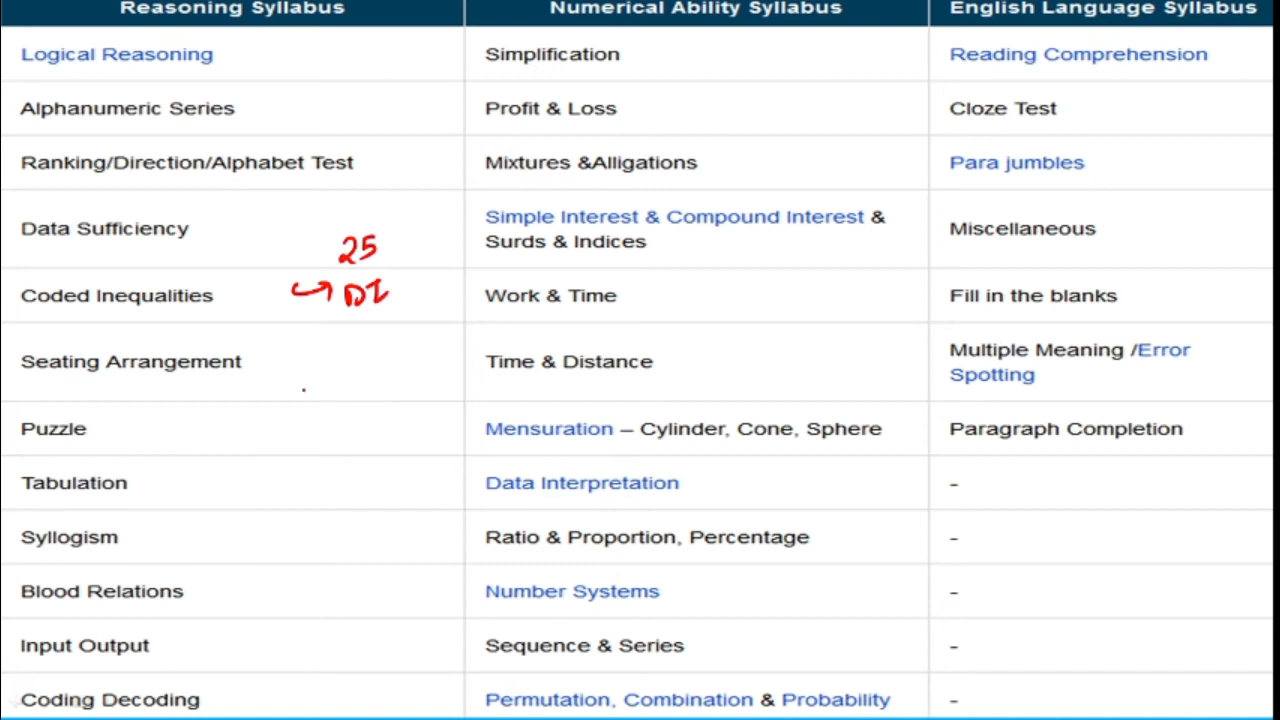 Reasoning Syllabus Numerical Ability Syllabus English Language Syllabus
Logical Reasoning Simplification Reading Comprehension
Alphanumeric Series Profit & Loss Cloze Test
Ranking/Direction/Alphabet Test Mixtures &Alligations Para jumbles
Data Sufficiency Simple Interest & Compound Interest & Miscellaneous
Surds & Indices
25
Coded Inequalities DI Work & Time Fill in the blanks
Seating Arrangement Time & Distance Multiple Meaning /Error
Spotting
Puzzle Mensuration – Cylinder, Cone, Sphere Paragraph Completion
Tabulation Data Interpretation -
Syllogism Ratio & Proportion, Percentage -
Blood Relations Number Systems -
Input Output Sequence & Series -
Coding Decoding Permutation, Combination & Probability -